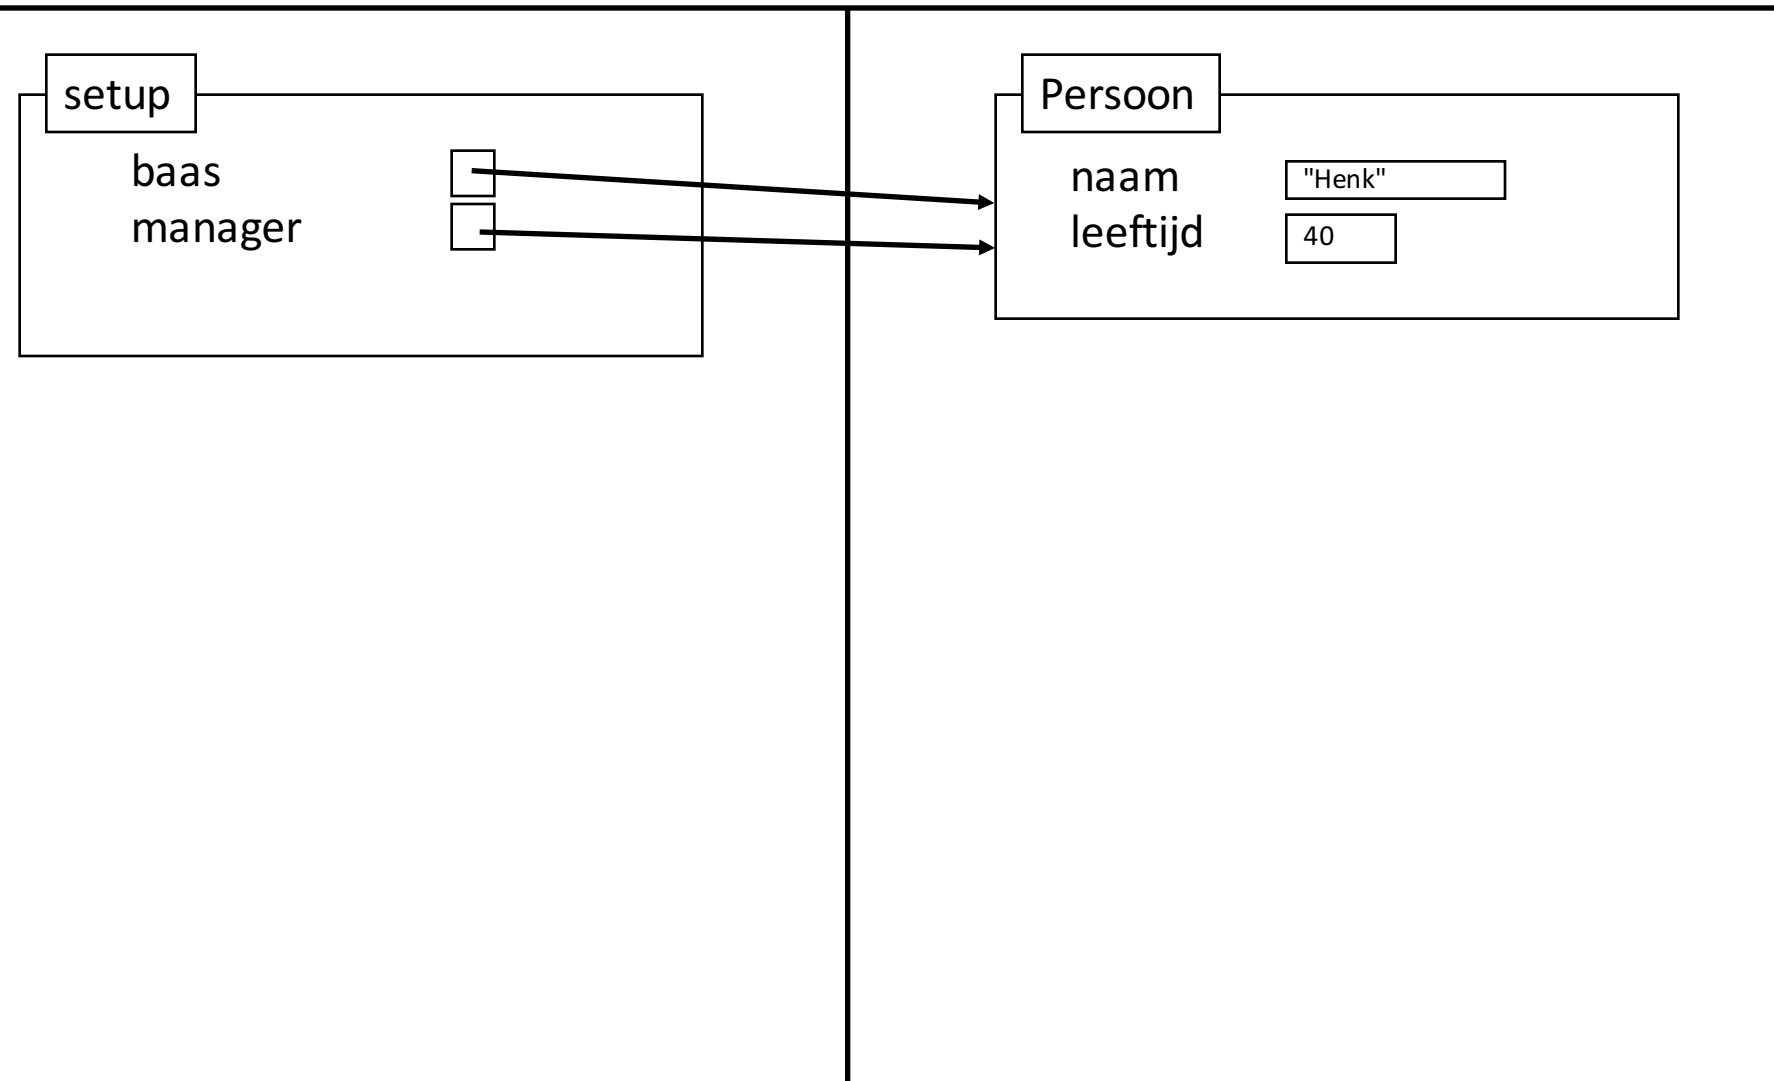 setup
baas
manager
Persoon
naam "Henk"
leeftijd 40